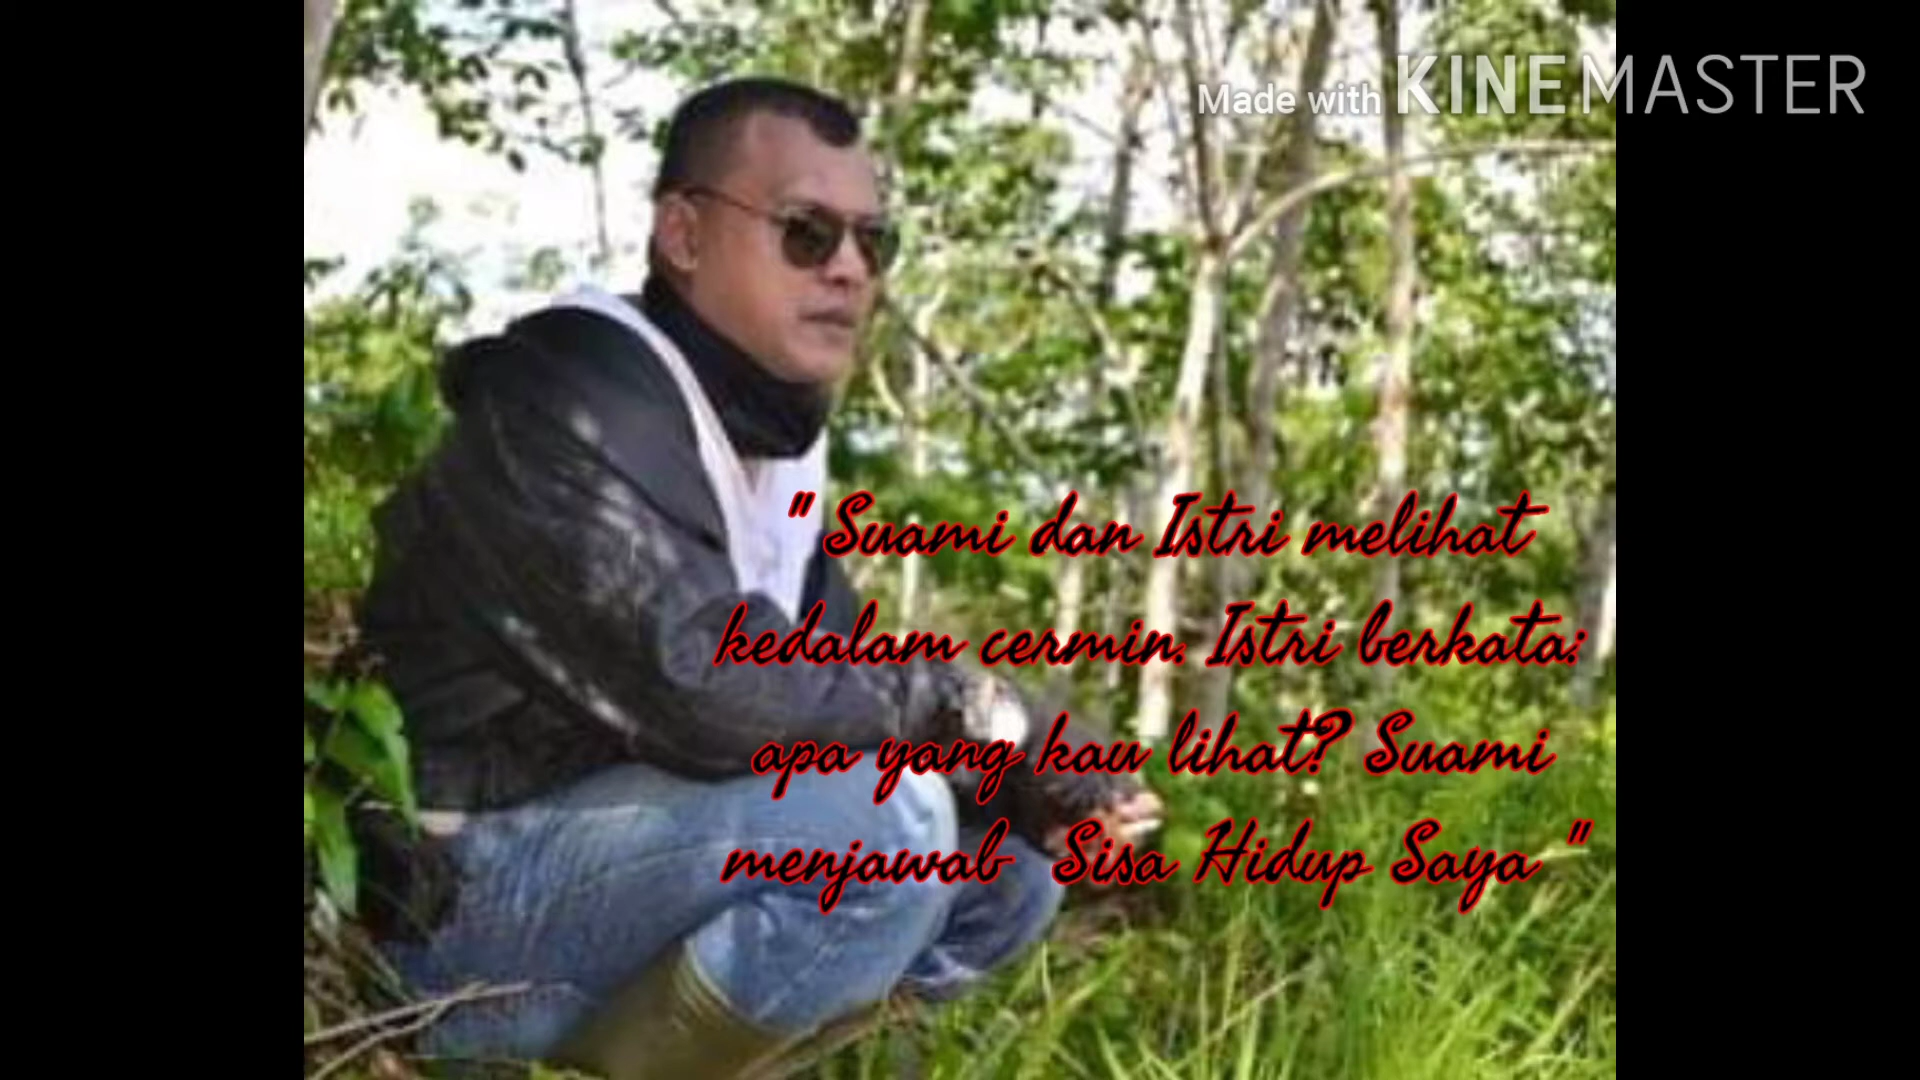 Made with KINEMASTER
" Suami dan Istri melihat
kedalam cermin. Istri berkata:
apa yang kau lihat? Suami
menjawab Sisa Hidup Saya "